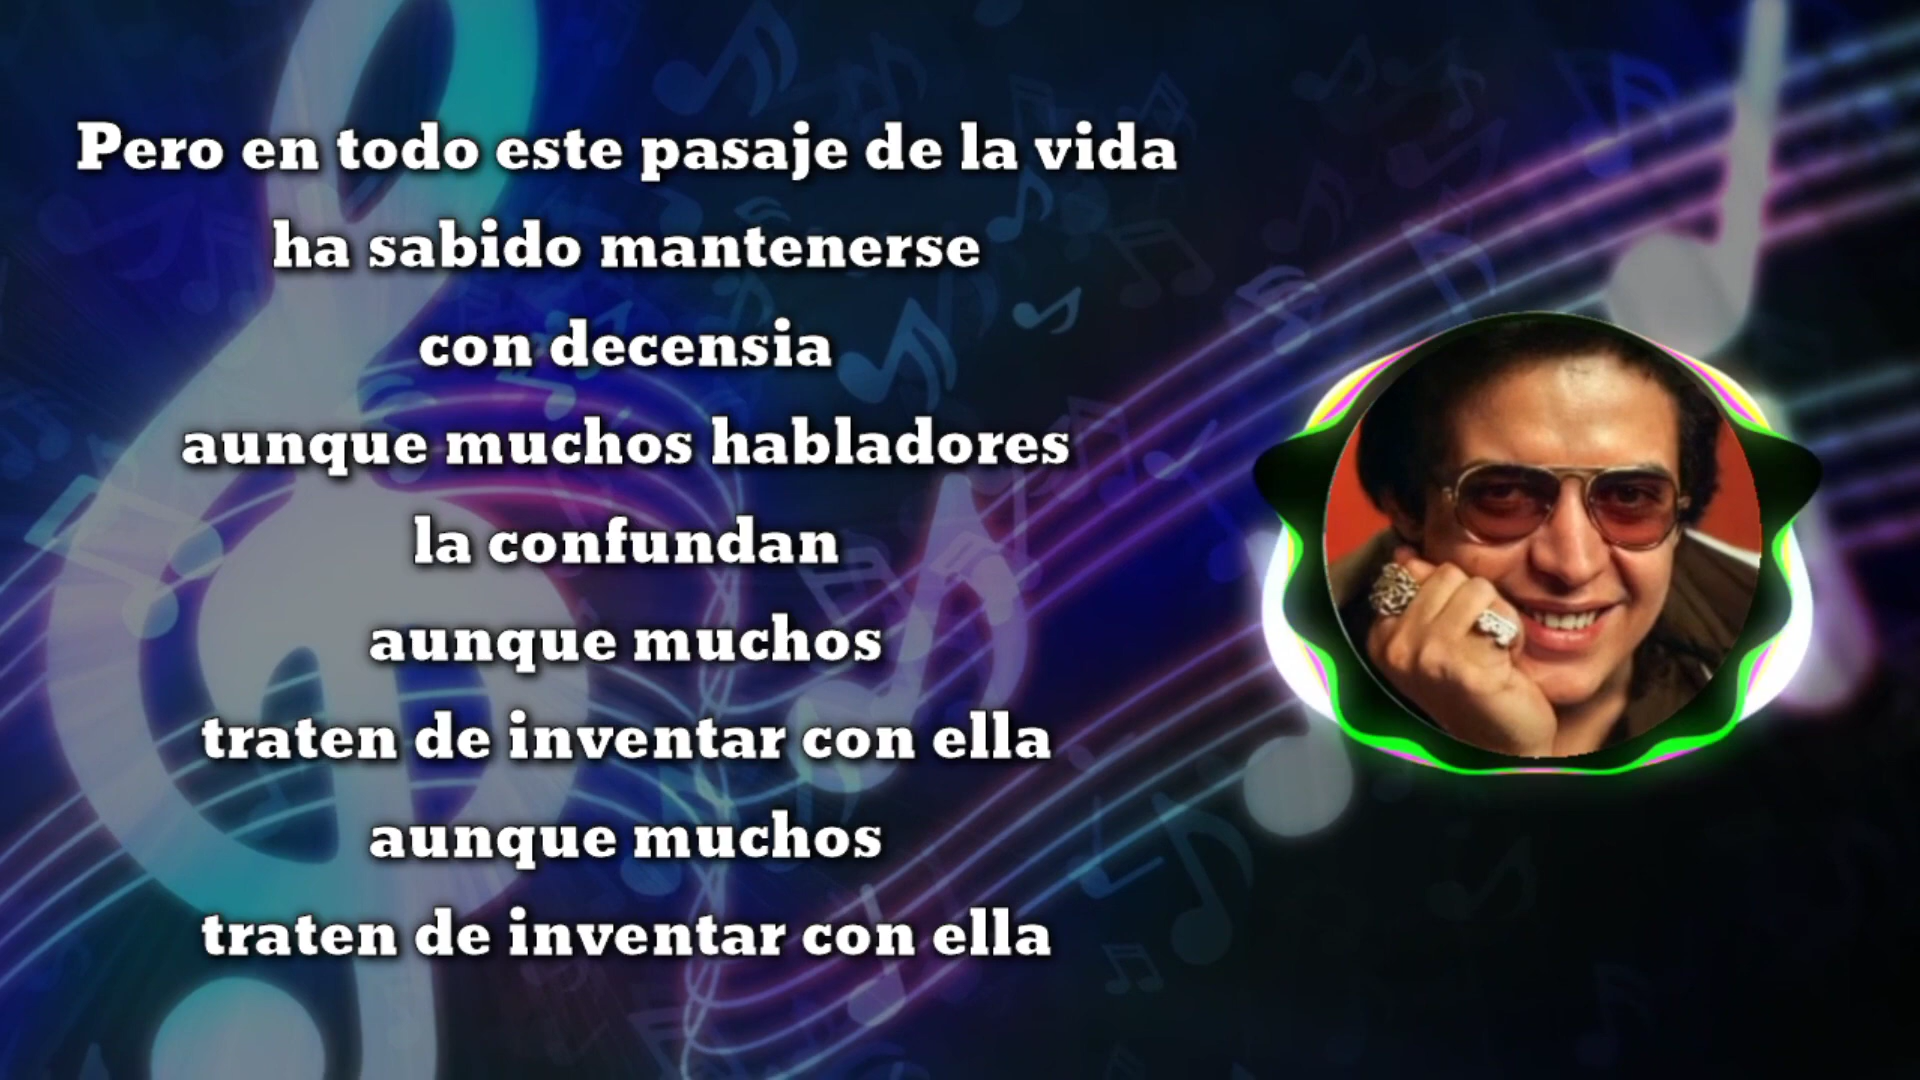 Pero en todo este pasaje de la vida
ha sabido mantenerse
con decensia
aunque muchos habladores
la confundan
aunque muchos
traten de inventar con ella
aunque muchos
traten de inventar con ella